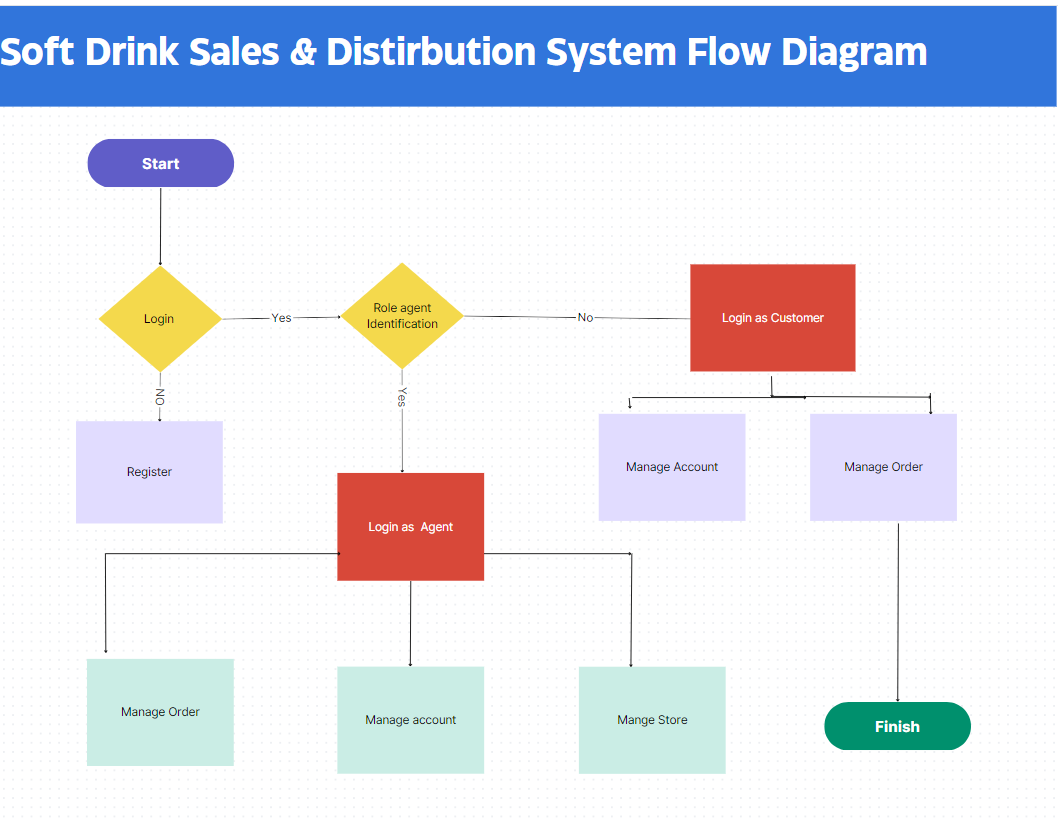 Soft Drink Sales & Distirbution System Flow Diagram
Start
Login
Yes
Role agent
Identification
No
Login as Customer
NO
Yes
Register
Manage Account
Manage Order
Login as  Agent
Manage Order
Manage account
Mange Store
Finish